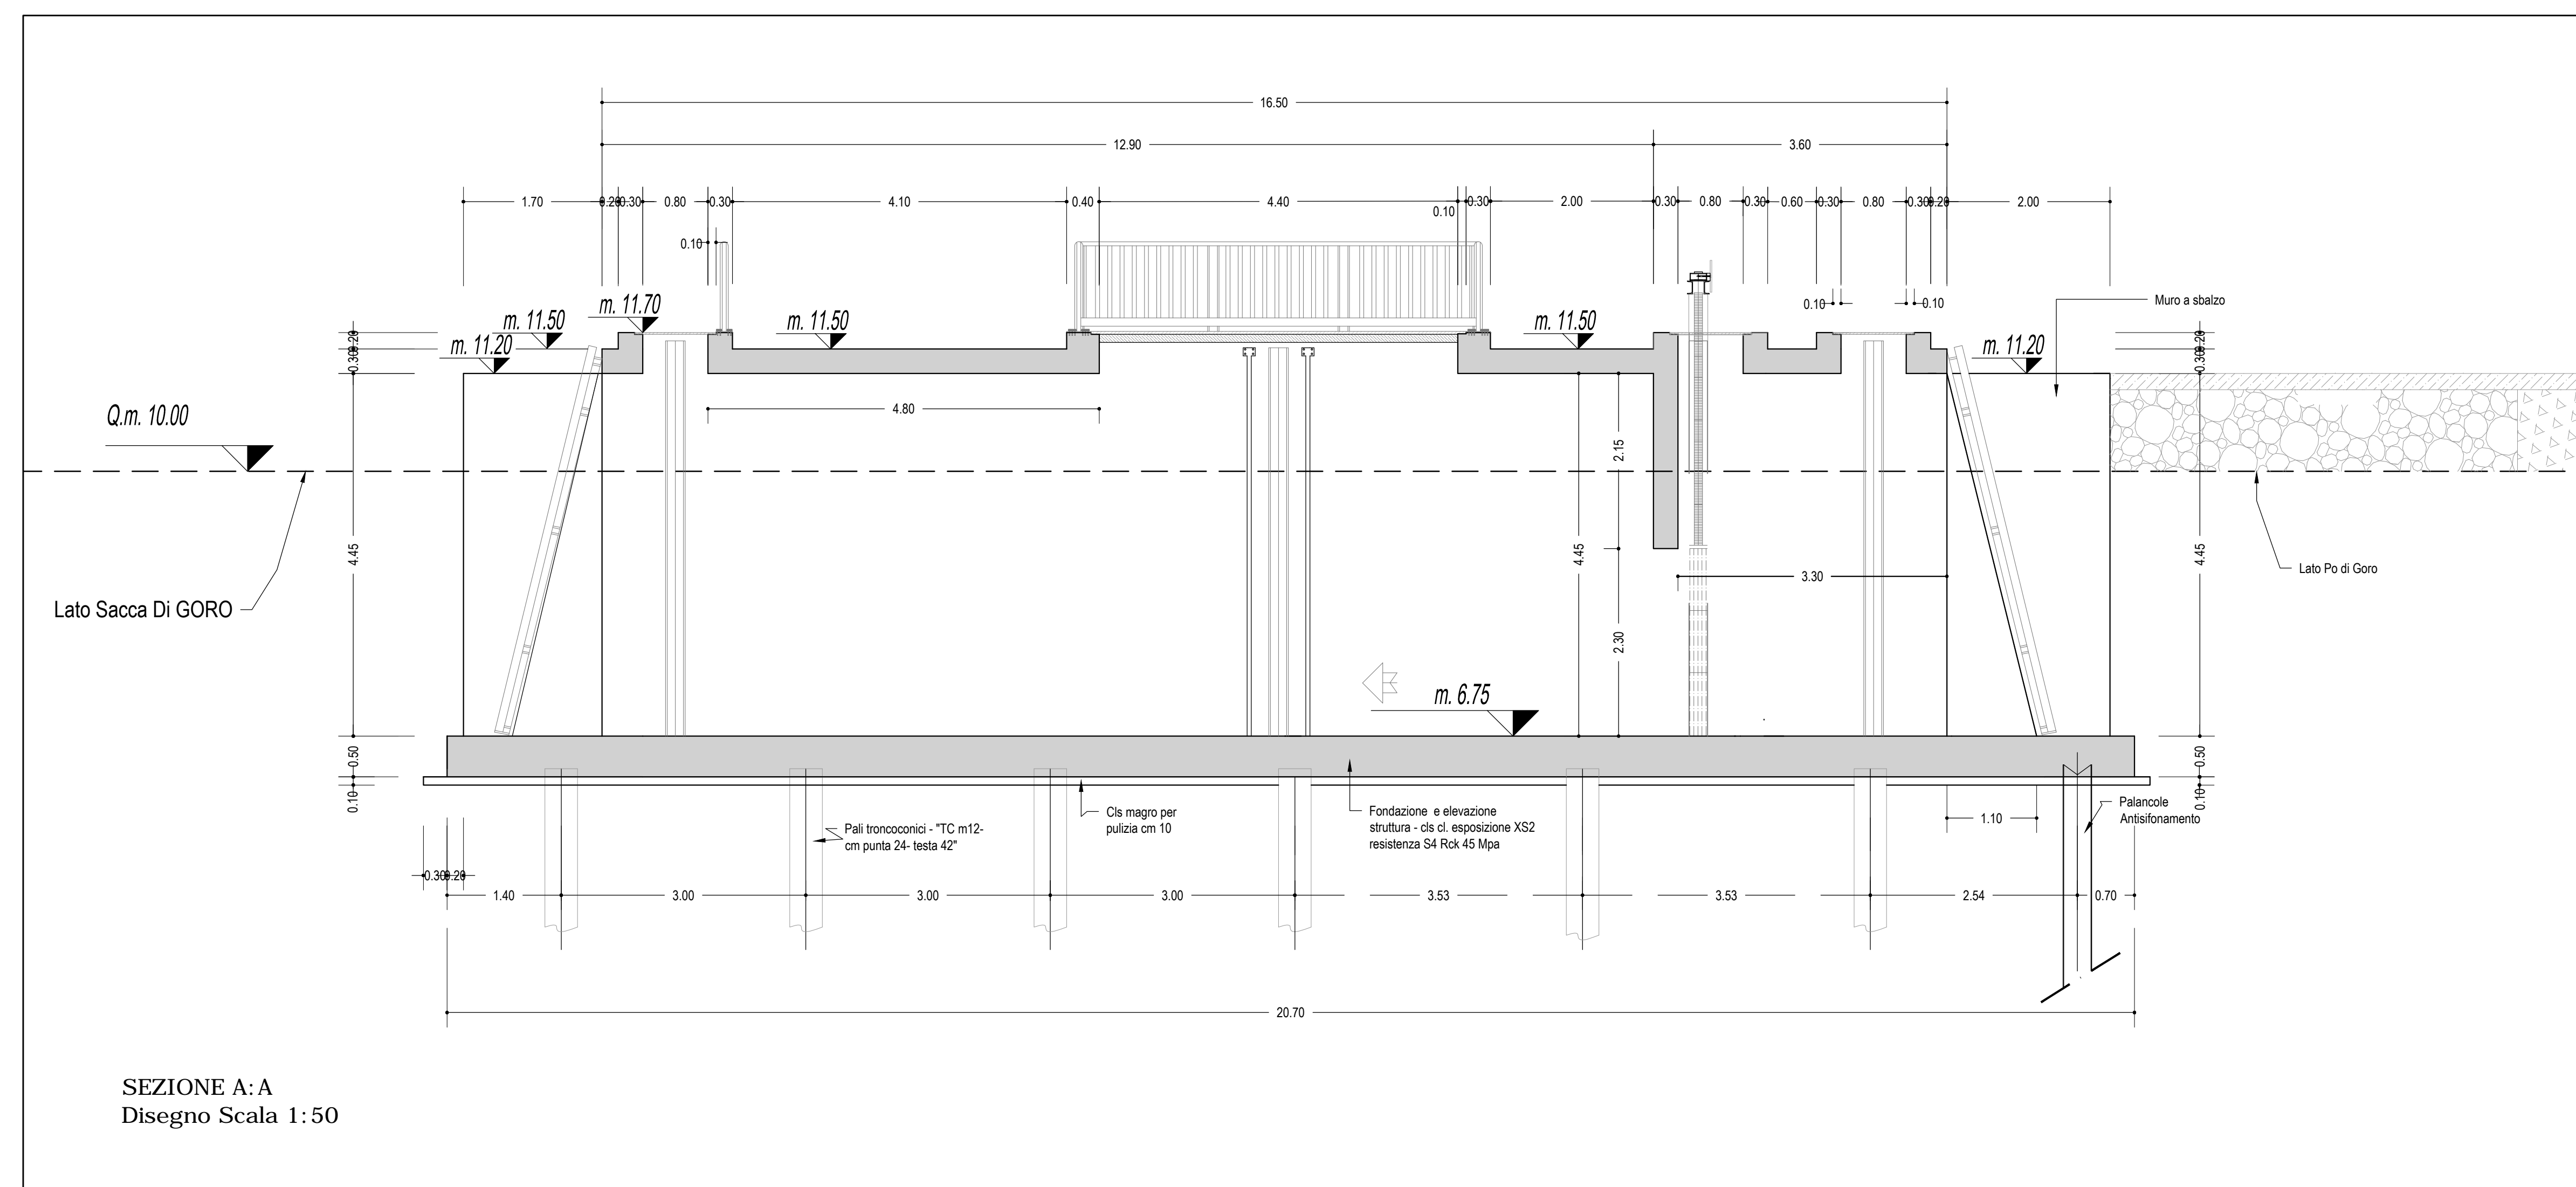 16.50
12.90 3.60
1.70 0.20 0.30 0.80 0.30 4.10 0.40 4.40 0.10 0.30 2.00 0.30 0.80 0.30 0.60 0.30 0.80 0.30 0.20 2.00
0.10
0.10 0.10
Muro a sbalzo
m. 11.70
m. 11.50
m. 11.50
m. 11.50
m. 11.20
m. 11.20
0.20
0.30
0.20
0.30
4.80
Q.m. 10.00
2.15
4.45
4.45
4.45
3.30
Lato Po di Goro
Lato Sacca Di GORO
2.30
m. 6.75
0.50
0.10
0.50
0.10
Pali troncoconici - "TC m12-
cm punta 24- testa 42"
Cls magro per
pulizia cm 10
Fondazione e elevazione
struttura - cls cl. esposizione XS2
resistenza S4 Rck 45 Mpa
1.10
Palancole
Antisifonamento
0.30 0.20
1.40 3.00 3.00 3.00 3.53 3.53 2.54 0.70
20.70
SEZIONE A:A
Disegno Scala 1:50